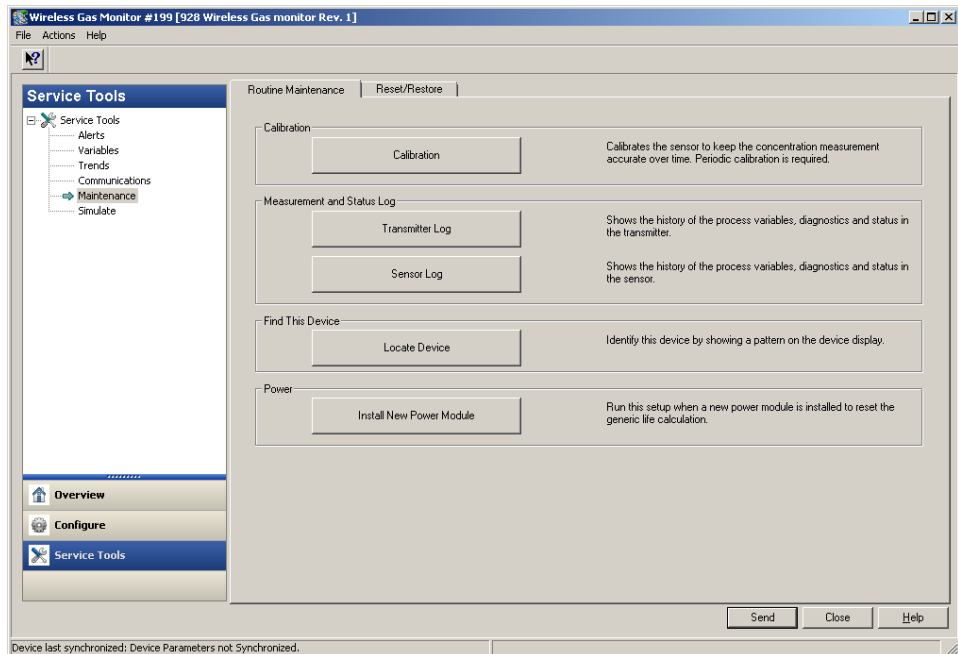 Wireless Gas Monitor #199 [928 Wireless Gas monitor Rev. 1]
File Actions Help
Service Tools
Service Tools
Alerts
Variables
Trends
Communications
Maintenance
Simulate
Overview
Configure
Service Tools
Routine Maintenance
Reset/Restore
Calibration
Calibration
Calibrates the sensor to keep the concentration measurement
accurate over time. Periodic calibration is required.
Measurement and Status Log
Transmitter Log
Shows the history of the process variables, diagnostics and status in
the transmitter.
Sensor Log
Shows the history of the process variables, diagnostics and status in
the sensor.
Find This Device
Locate Device
Identify this device by showing a pattern on the device display.
Power
Install New Power Module
Run this setup when a new power module is installed to reset the
generic life calculation.
Send
Close
Help
Device last synchronized: Device Parameters not Synchronized.